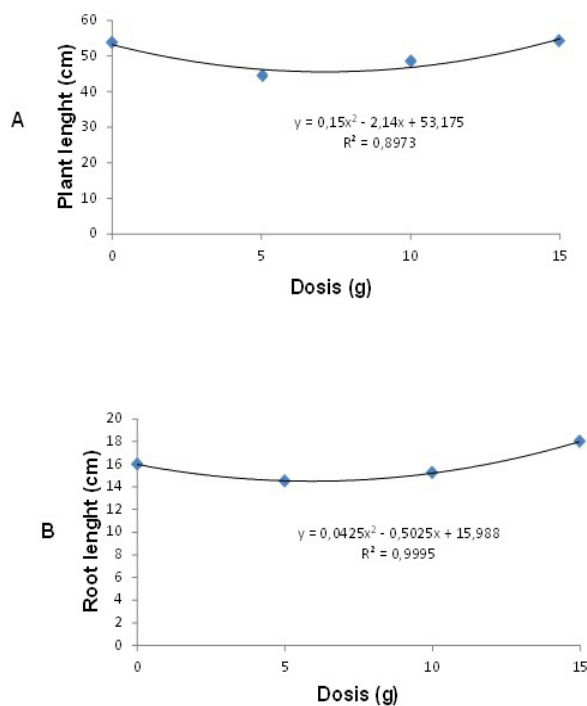 60
50
40
30
20
10
0
Plant lenght (cm)
A
y = 0,15x² - 2,14x + 53,175
R² = 0,8973
0 5 10 15
Dosis (g)
20
18
16
14
12
10
8
6
4
2
0
Root lenght (cm)
B
y = 0,0425x² - 0,5025x + 15,988
R² = 0,9995
0 5 10 15
Dosis (g)